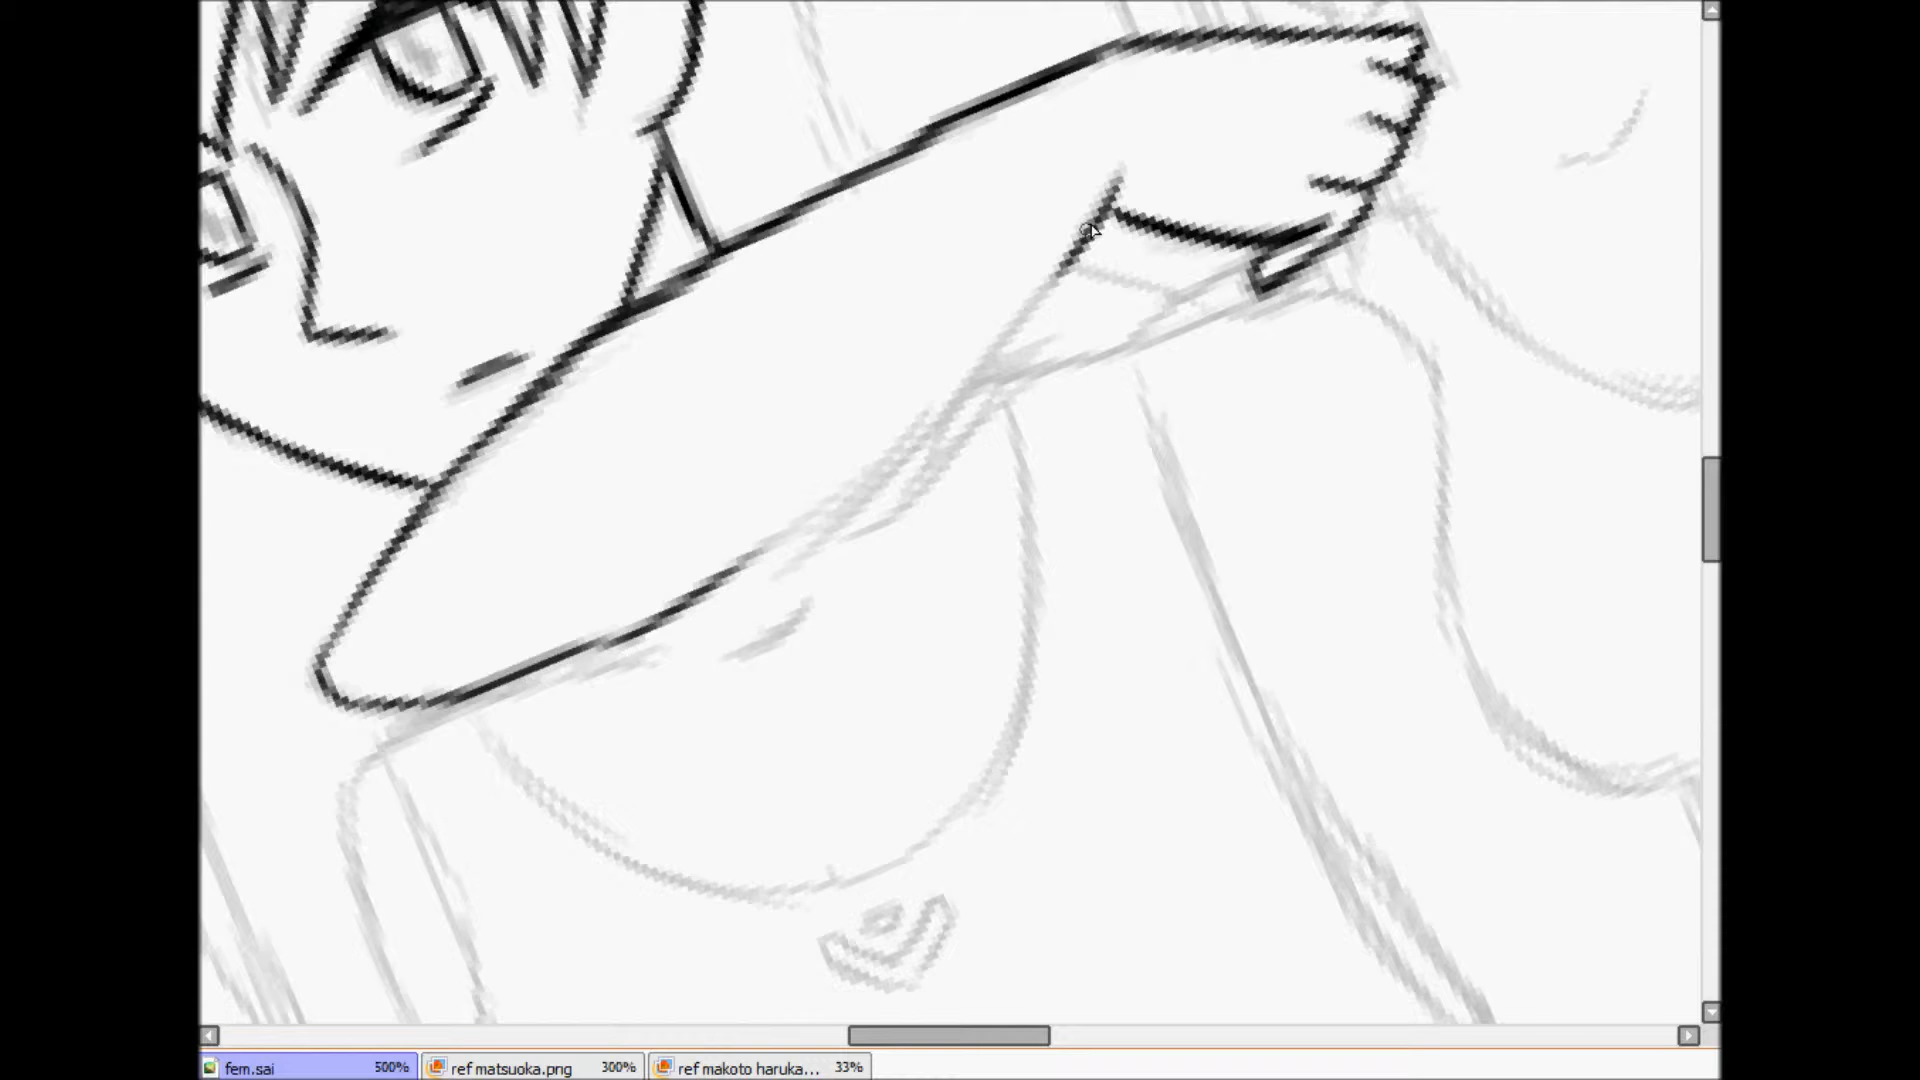 fem.sai 500% ref matsuoka.png 300% ref makoto haruka... 33%